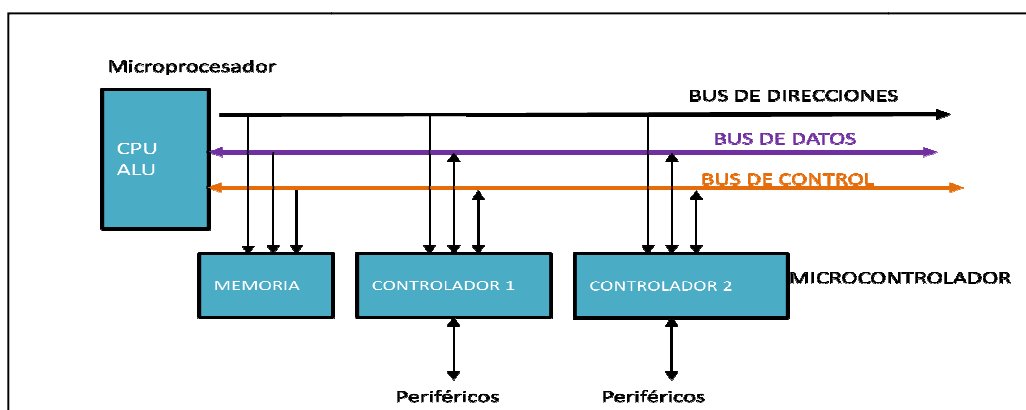 Microprocesador
BUS DE DIRECCIONES
CPU
ALU
BUS DE DATOS
BUS DE CONTROL
MEMORIA
CONTROLADOR 1
CONTROLADOR 2
MICROCONTROLADOR
Periféricos
Periféricos